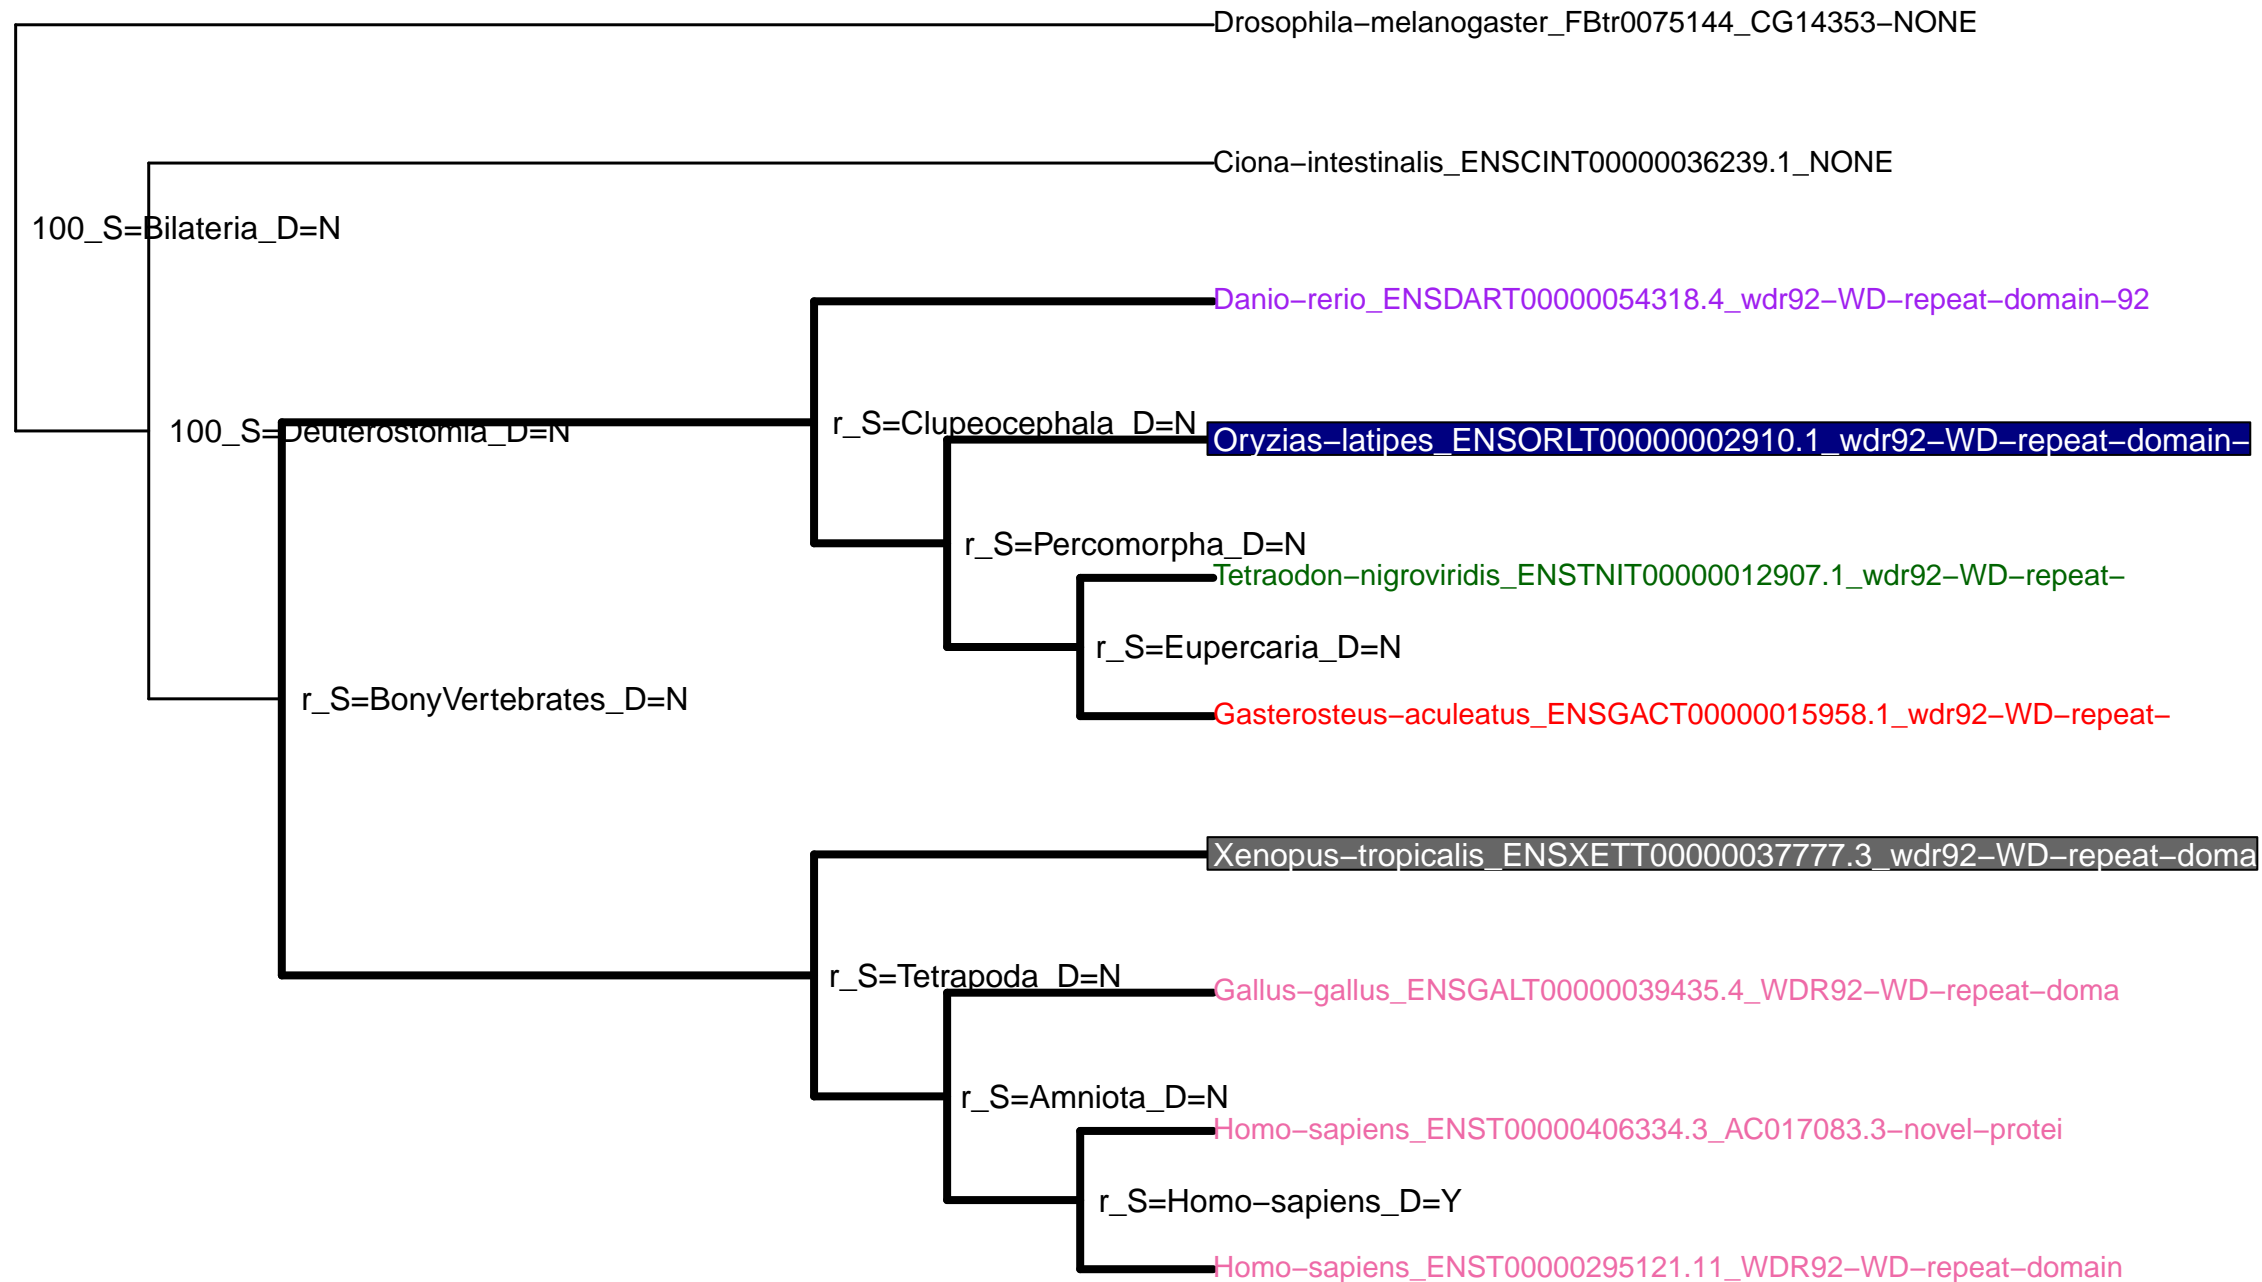 Drosophila−melanogaster_FBtr0075144_CG14353−NONE
Ciona−intestinalis_ENSCINT00000036239.1_NONE
100_S=Bilateria_D=N
Danio−rerio_ENSDART00000054318.4_wdr92−WD−repeat−domain−92
r_S=Clupeocephala_D=N
100_S=Deuterostomia_D=N
Oryzias−latipes_ENSORLT00000002910.1_wdr92−WD−repeat−domain−
r_S=Percomorpha_D=N
Tetraodon−nigroviridis_ENSTNIT00000012907.1_wdr92−WD−repeat−
r_S=Eupercaria_D=N
r_S=BonyVertebrates_D=N
Gasterosteus−aculeatus_ENSGACT00000015958.1_wdr92−WD−repeat−
Xenopus−tropicalis_ENSXETT00000037777.3_wdr92−WD−repeat−doma
r_S=Tetrapoda_D=N
Gallus−gallus_ENSGALT00000039435.4_WDR92−WD−repeat−doma
r_S=Amniota_D=N
Homo−sapiens_ENST00000406334.3_AC017083.3−novel−protei
r_S=Homo−sapiens_D=Y
Homo−sapiens_ENST00000295121.11_WDR92−WD−repeat−domain